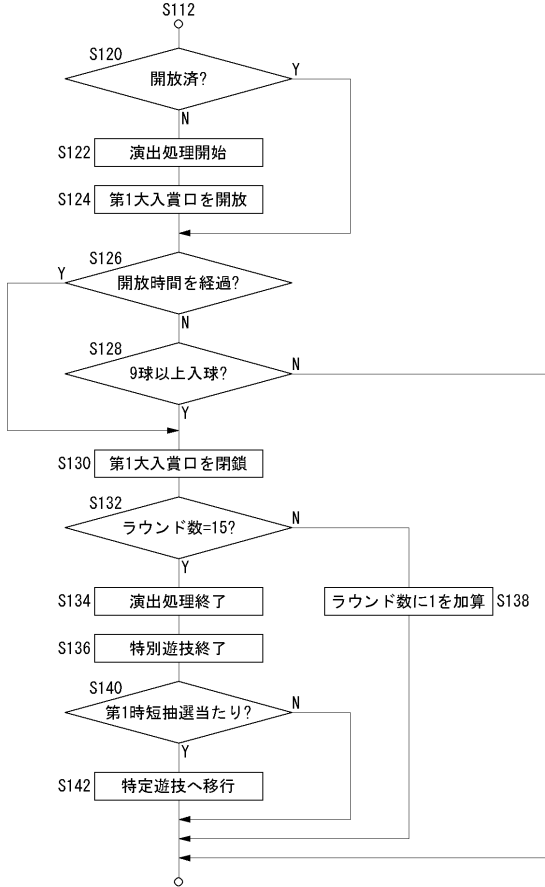 S112
S120
開放済?
Y
N
S122
演出処理開始
S124
第1大入賞口を開放
S126
Y
開放時間を経過?
N
S128
N
9球以上入球?
Y
S130
第1大入賞口を閉鎖
S132
N
ラウンド数=15?
Y
S134
演出処理終了
ラウンド数に1を加算
S138
S136
特別遊技終了
S140
N
第1時短抽選当たり?
Y
S142
特定遊技へ移行